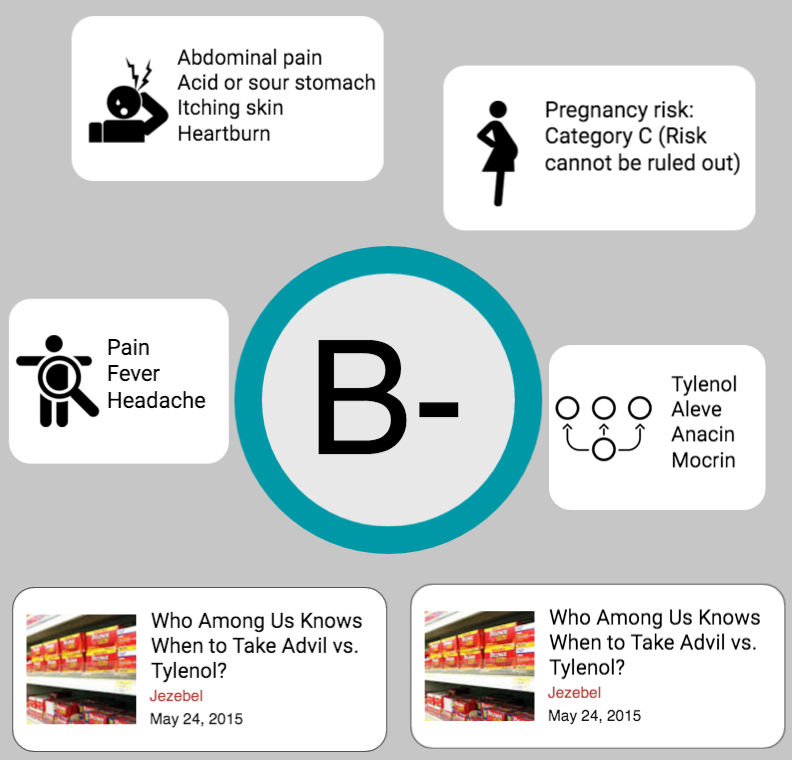 Abdominal pain
Acid or sour stomach
Itching skin
Heartburn
Pregnancy risk:
Category C (Risk
cannot be ruled out)
Pain
Fever
Headache
B-
Tylenol
Aleve
Anacin
Mocrin
Who Among Us Knows
When to Take Advil vs.
Tylenol?
Jezebel
May 24, 2015
Who Among Us Knows
When to Take Advil vs.
Tylenol?
Jezebel
May 24, 2015